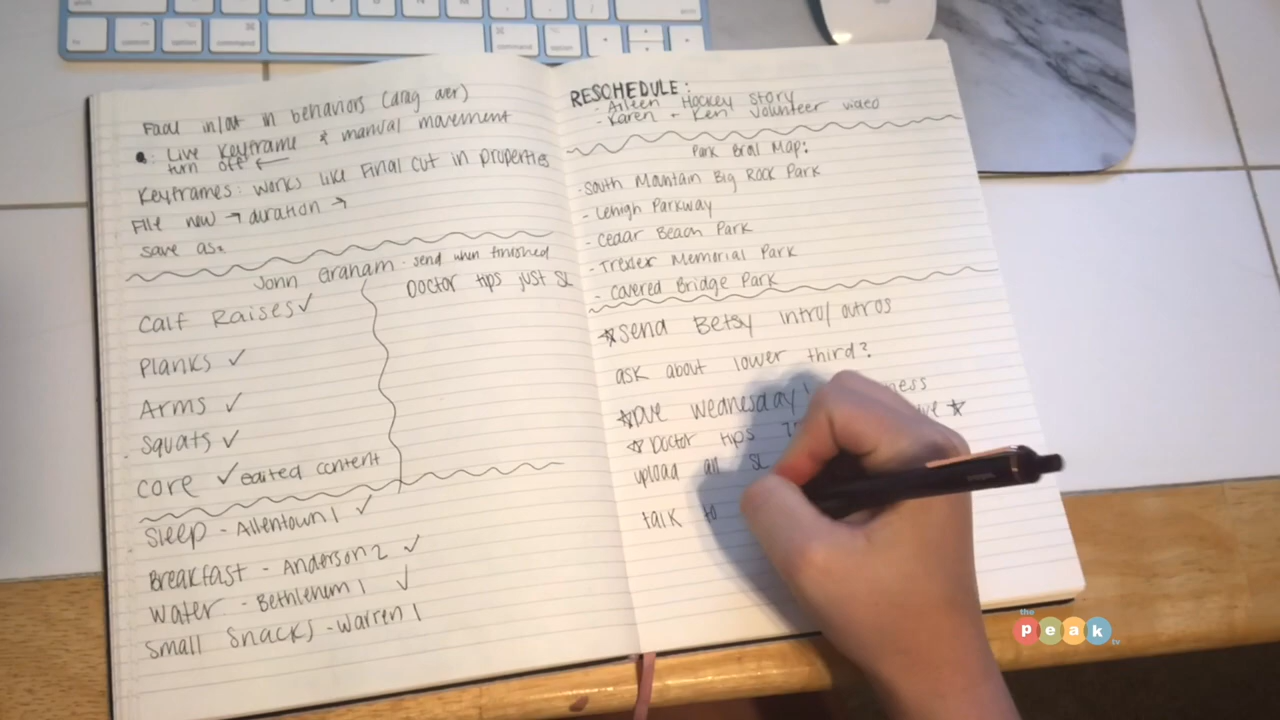 Fade in/out in behaviors (drag over)
Live Keyframe & manual movement
turn off ←
Keyframes: works like Final Cut in properties
File new → duration →
save as:
John Graham - send when finished
Doctor tips just SL
Calf Raises ✓
Planks ✓
Arms ✓
Squats ✓
Core ✓ edited content
Sleep - Allentown 1 ✓
Breakfast - Anderson 2 ✓
Water - Bethlehem 1 ✓
Small Snacks - Warren 1
RESCHEDULE:
- Aileen Hockey story
- Karen + Ken volunteer video
Park Brall Map:
- South Mountain Big Rock Park
- Lehigh Parkway
- Cedar Beach Park
- Trexler Memorial Park
- Covered Bridge Park
☆ Send Betsy intro/outros
ask about lower third?
☆ Due Wednesday!
☆ Doctor tips
upload all SL
talk to
command
option
command
option
the
peak
tv